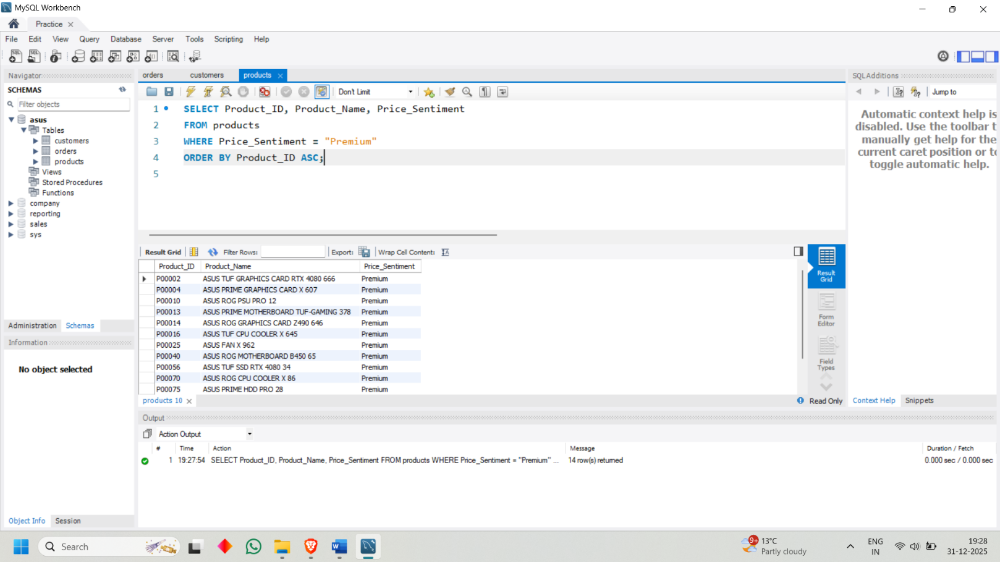 MySQL Workbench
Practice
File Edit View Query Database Server Tools Scripting Help
Navigator
SCHEMAS
Filter objects
asus
Tables
customers
orders
products
Views
Stored Procedures
Functions
company
reporting
sales
sys
Administration Schemas
Information
No object selected
Object Info Session
orders customers products
Don't Limit
1 SELECT Product_ID, Product_Name, Price_Sentiment
2 FROM products
3 WHERE Price_Sentiment = "Premium"
4 ORDER BY Product_ID ASC;
5
Result Grid Filter Rows: Export: Wrap Cell Content:
Product_ID Product_Name Price_Sentiment
P00002 ASUS TUF GRAPHICS CARD RTX 4080 666 Premium
P00004 ASUS PRIME GRAPHICS CARD X 607 Premium
P00010 ASUS ROG PSU PRO 12 Premium
P00013 ASUS PRIME MOTHERBOARD TUF-GAMING 378 Premium
P00014 ASUS ROG GRAPHICS CARD Z490 646 Premium
P00016 ASUS TUF CPU COOLER X 645 Premium
P00025 ASUS FAN X 962 Premium
P00040 ASUS ROG MOTHERBOARD B450 65 Premium
P00056 ASUS TUF SSD RTX 4080 34 Premium
P00070 ASUS ROG CPU COOLER X 86 Premium
P00075 ASUS PRIME HDD PRO 28 Premium
Result
Grid
Form
Editor
Field
Types
products 10
Read Only
SQLAdditions
Jump to
Automatic context help is
disabled. Use the toolbar t
manually get help for the
current caret position or to
toggle automatic help.
Context Help Snippets
Output
Action Output
# Time Action Message Duration / Fetch
1 19:27:54 SELECT Product_ID, Product_Name, Price_Sentiment FROM products WHERE Price_Sentiment = "Premium" ... 14 row(s) returned 0.000 sec / 0.000 sec
Search
9+
13°C
Partly cloudy
ENG
IN
19:28
31-12-2025